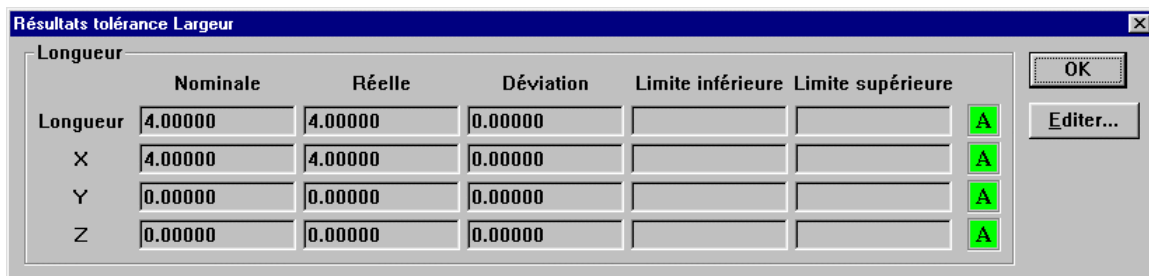 Résultats tolérance Largeur
Longueur
Nominale Réelle Déviation Limite inférieure Limite supérieure
OK
Longueur 4.00000 4.00000 0.00000 A
Editer...
X 4.00000 4.00000 0.00000 A
Y 0.00000 0.00000 0.00000 A
Z 0.00000 0.00000 0.00000 A